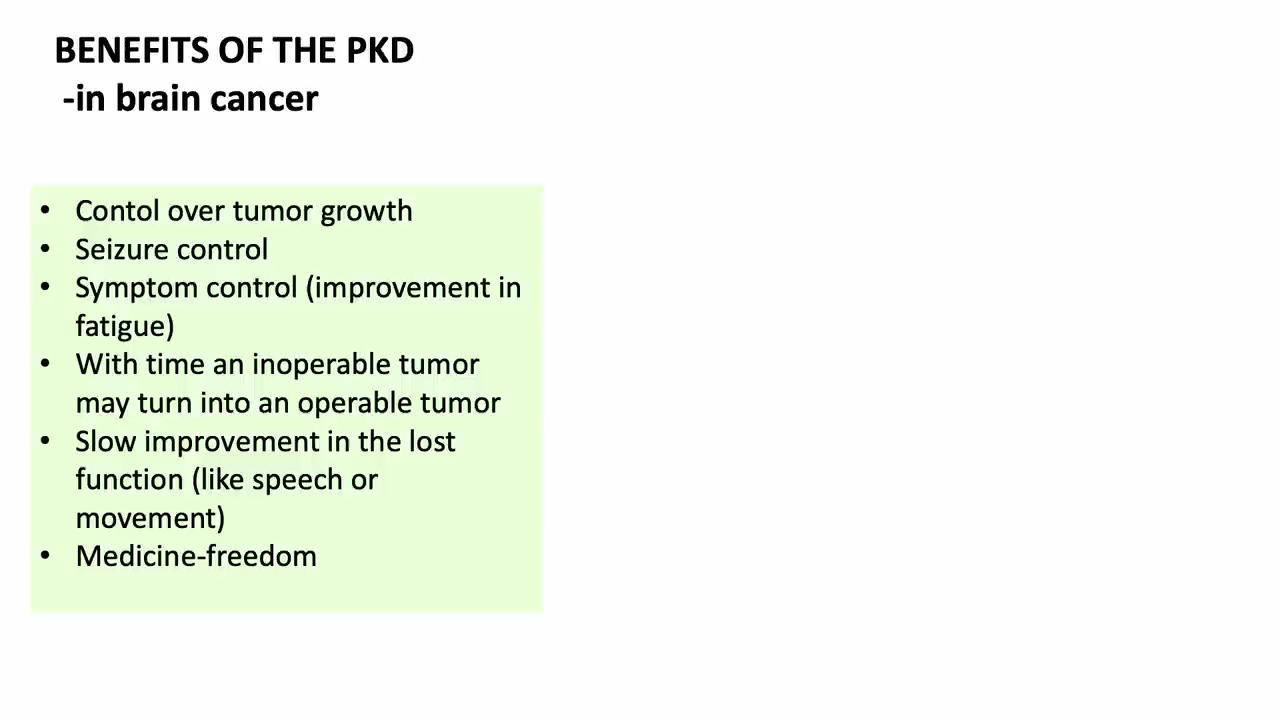 BENEFITS OF THE PKD
-in brain cancer
• Contol over tumor growth
• Seizure control
• Symptom control (improvement in
fatigue)
• With time an inoperable tumor
may turn into an operable tumor
• Slow improvement in the lost
function (like speech or
movement)
• Medicine-freedom